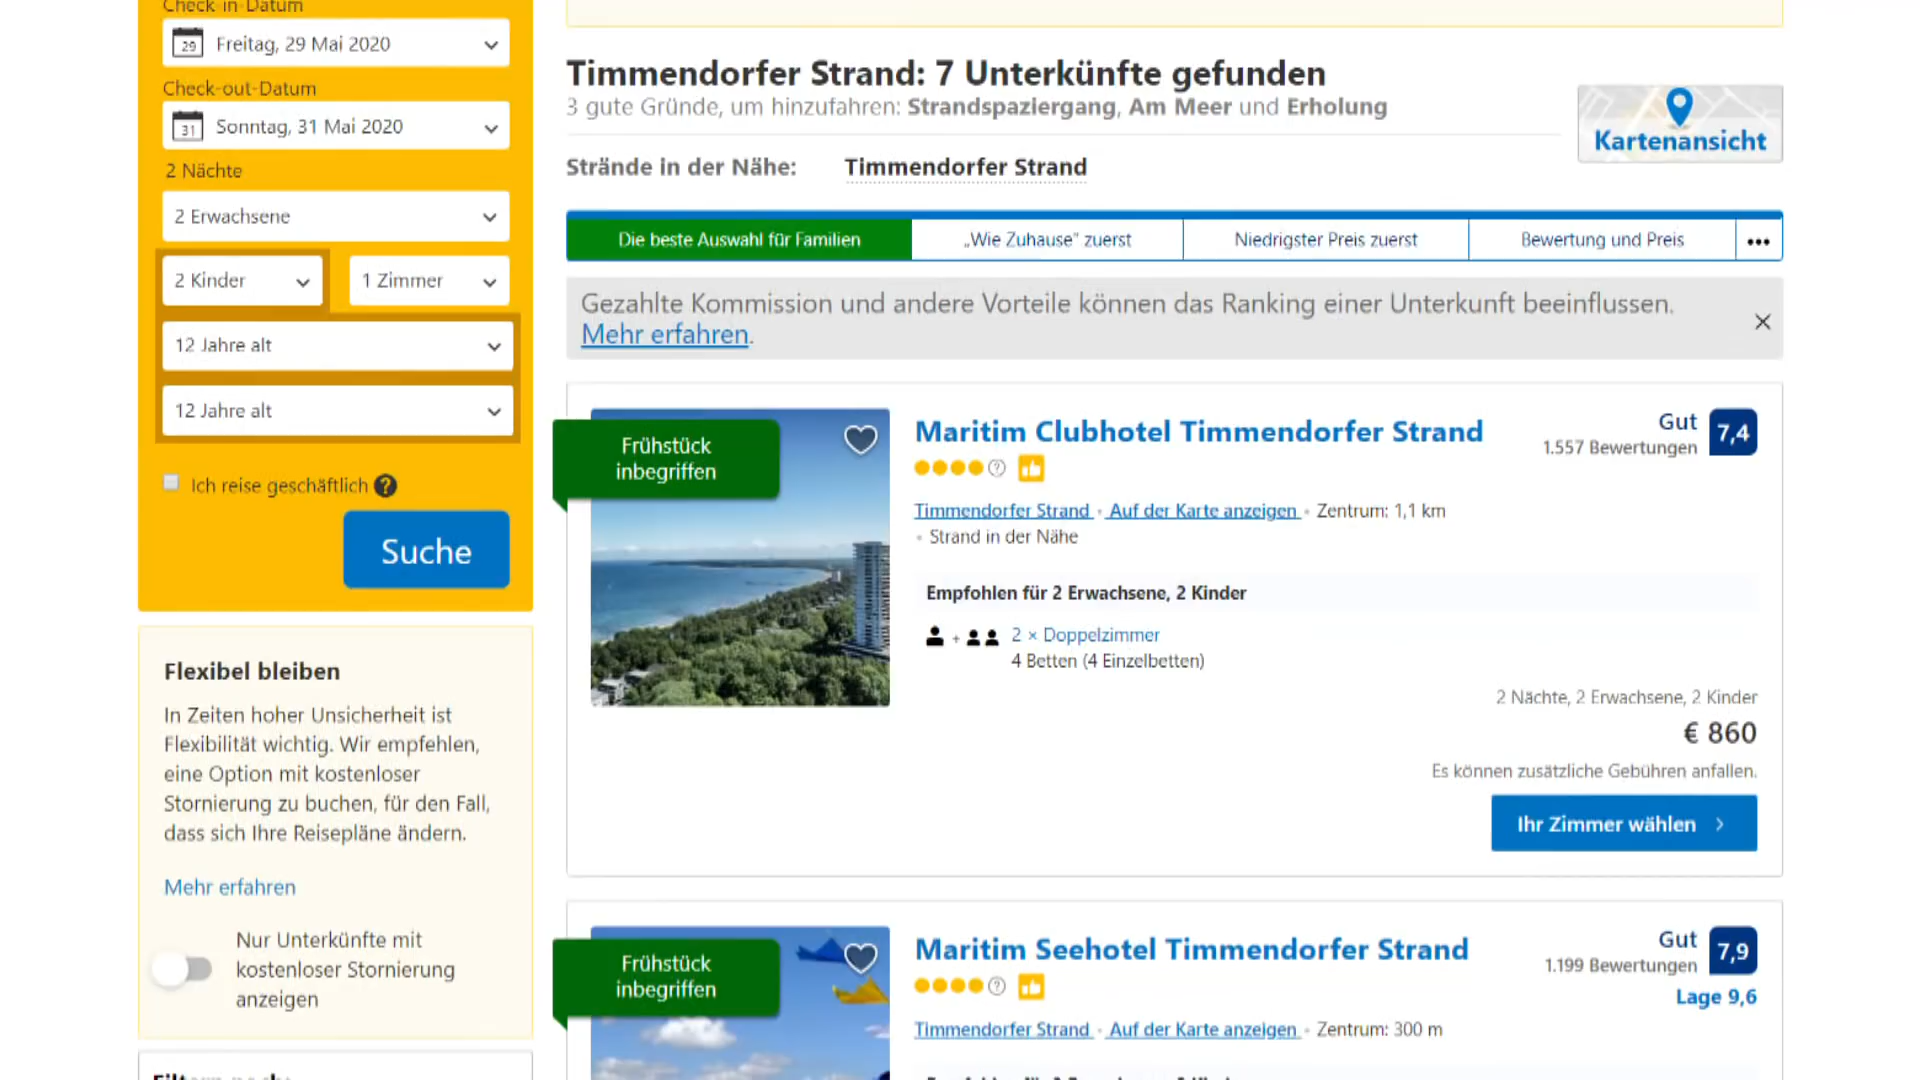 Check-in-Datum
29
Freitag, 29 Mai 2020
Check-out-Datum
31
Sonntag, 31 Mai 2020
2 Nächte
2 Erwachsene
2 Kinder
1 Zimmer
12 Jahre alt
12 Jahre alt
Ich reise geschäftlich ?
Suche
Flexibel bleiben
In Zeiten hoher Unsicherheit ist
Flexibilität wichtig. Wir empfehlen,
eine Option mit kostenloser
Stornierung zu buchen, für den Fall,
dass sich Ihre Reisepläne ändern.
Mehr erfahren
Nur Unterkünfte mit
kostenloser Stornierung
anzeigen
Timmendorfer Strand: 7 Unterkünfte gefunden
3 gute Gründe, um hinzufahren: Strandspaziergang, Am Meer und Erholung
Kartenansicht
Strände in der Nähe: Timmendorfer Strand
Die beste Auswahl für Familien
„Wie Zuhause“ zuerst
Niedrigster Preis zuerst
Bewertung und Preis
•••
Gezahlte Kommission und andere Vorteile können das Ranking einer Unterkunft beeinflussen.
Mehr erfahren.
Frühstück
inbegriffen
Maritim Clubhotel Timmendorfer Strand
Gut
7,4
1.557 Bewertungen
Timmendorfer Strand • Auf der Karte anzeigen • Zentrum: 1,1 km
• Strand in der Nähe
Empfohlen für 2 Erwachsene, 2 Kinder
+ 2 × Doppelzimmer
4 Betten (4 Einzelbetten)
2 Nächte, 2 Erwachsene, 2 Kinder
€ 860
Es können zusätzliche Gebühren anfallen.
Ihr Zimmer wählen
Frühstück
inbegriffen
Maritim Seehotel Timmendorfer Strand
Gut
7,9
1.199 Bewertungen
Lage 9,6
Timmendorfer Strand • Auf der Karte anzeigen • Zentrum: 300 m